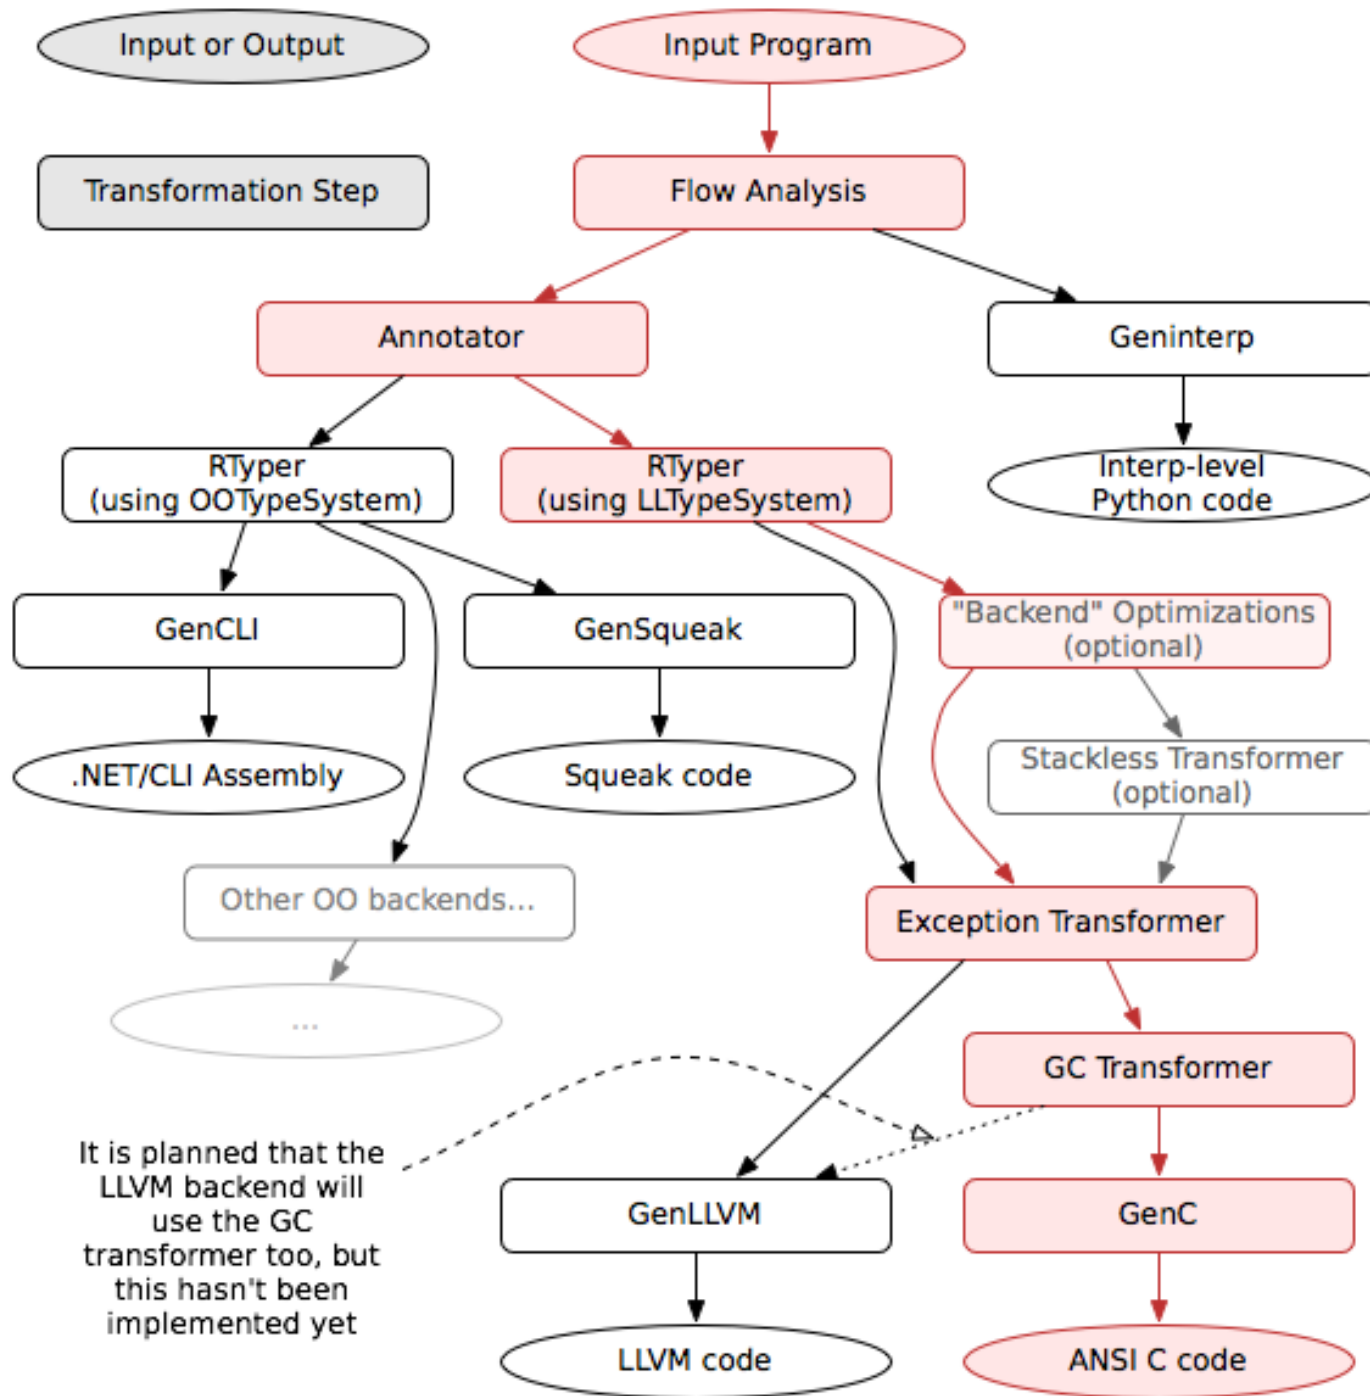 Input or Output
Input Program
Transformation Step
Flow Analysis
Annotator
Geninterp
RTyper
(using OOTypeSystem)
RTyper
(using LLTypeSystem)
Interp-level
Python code
GenCLI
GenSqueak
"Backend" Optimizations
(optional)
.NET/CLI Assembly
Squeak code
Stackless Transformer
(optional)
Other OO backends...
Exception Transformer
...
GC Transformer
It is planned that the
LLVM backend will
use the GC
transformer too, but
this hasn't been
implemented yet
GenLLVM
GenC
LLVM code
ANSI C code